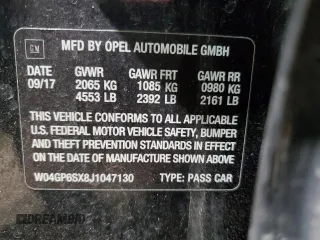 GM MFD BY OPEL AUTOMOBILE GMBH
DATE GVWR GAWR FRT GAWR RR
09/17 2065 KG 1085 KG 0980 KG
4553 LB 2392 LB 2161 LB
THIS VEHICLE CONFORMS TO ALL APPLICABLE
U.S. FEDERAL MOTOR VEHICLE SAFETY, BUMPER
AND THEFT PREVENTION STANDARDS IN EFFECT ON THE
DATE OF MANUFACTURE SHOWN ABOVE.
W04GP6SX8J1047130 TYPE: PASS CAR